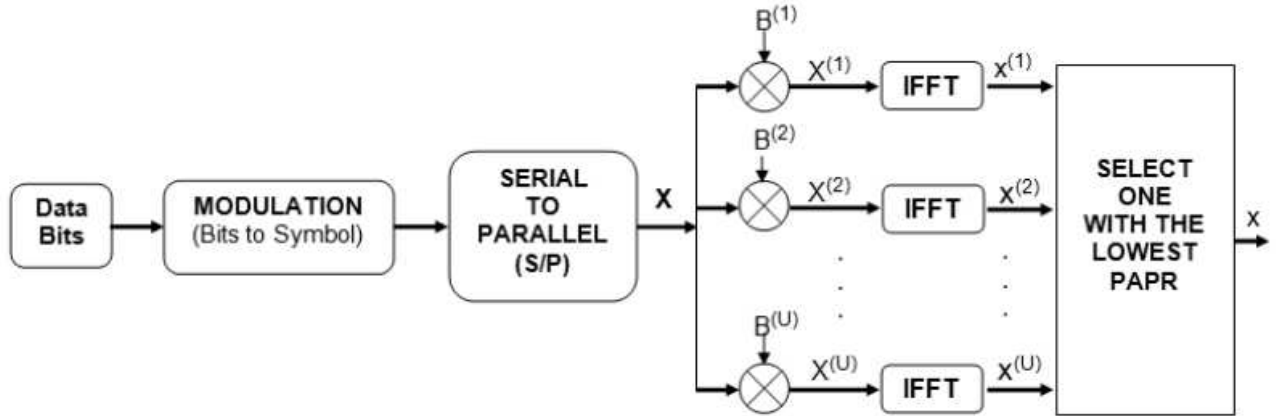 Data
Bits
MODULATION
(Bits to Symbol)
SERIAL
TO
PARALLEL
(S/P)
X
B(1)
X(1)
IFFT
x(1)
B(2)
X(2)
IFFT
x(2)
B(U)
X(U)
IFFT
x(U)
SELECT
ONE
WITH THE
LOWEST
PAPR
x